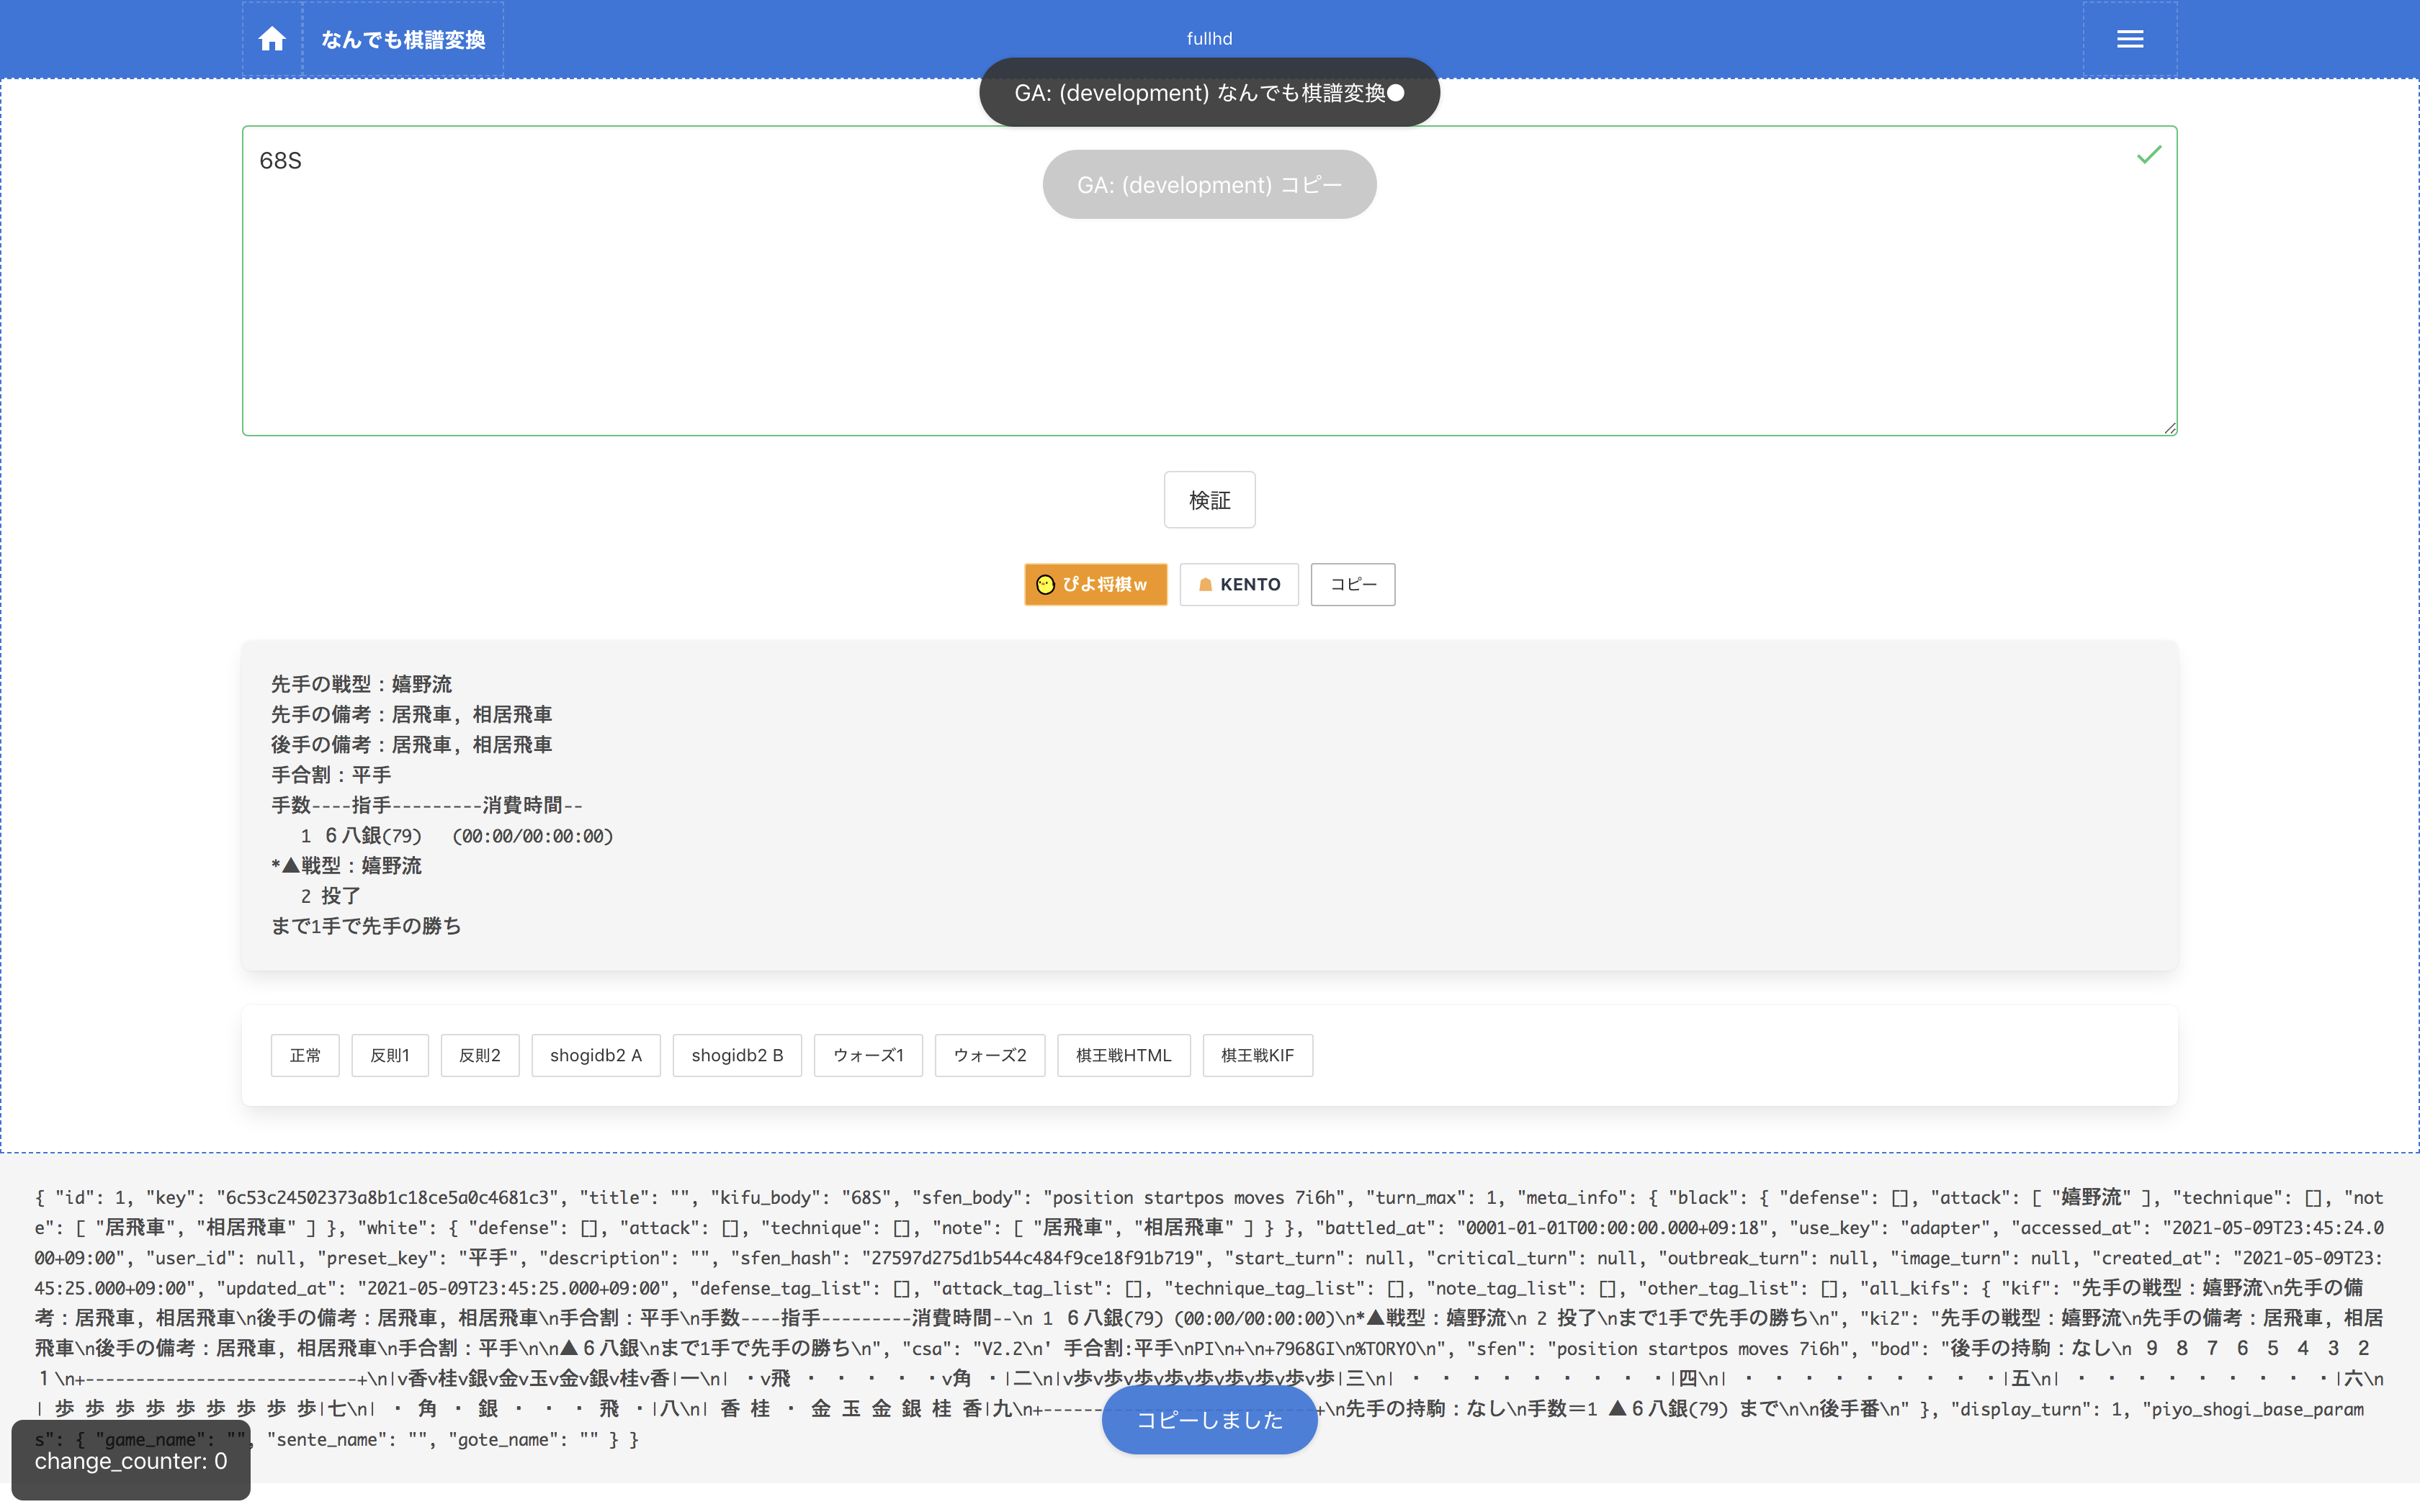 なんでも棋譜変換
fullhd
GA: (development) なんでも棋譜変換●
68S
GA: (development) コピー
検証
ぴよ将棋w
KENTO
コピー
先手の戦型：嬉野流
先手の備考：居飛車, 相居飛車
後手の備考：居飛車, 相居飛車
手合割：平手
手数----指手---------消費時間--
1 ６八銀(79) (00:00/00:00:00)
*▲戦型：嬉野流
2 投了
まで1手で先手の勝ち
正常 反則1 反則2 shogidb2 A shogidb2 B ウォーズ1 ウォーズ2 棋王戦HTML 棋王戦KIF
{ "id": 1, "key": "6c53c24502373a8b1c18ce5a0c4681c3", "title": "", "kifu_body": "68S", "sfen_body": "position startpos moves 7i6h", "turn_max": 1, "meta_info": { "black": { "defense": [], "attack": [ "嬉野流" ], "technique": [], "not
e": [ "居飛車", "相居飛車" ] }, "white": { "defense": [], "attack": [], "technique": [], "note": [ "居飛車", "相居飛車" ] } }, "battled_at": "0001-01-01T00:00:00.000+09:18", "use_key": "adapter", "accessed_at": "2021-05-09T23:45:24.0
00+09:00", "user_id": null, "preset_key": "平手", "description": "", "sfen_hash": "27597d275d1b544c484f9ce18f91b719", "start_turn": null, "critical_turn": null, "outbreak_turn": null, "image_turn": null, "created_at": "2021-05-09T23:
45:25.000+09:00", "updated_at": "2021-05-09T23:45:25.000+09:00", "defense_tag_list": [], "attack_tag_list": [], "technique_tag_list": [], "note_tag_list": [], "other_tag_list": [], "all_kifs": { "kif": "先手の戦型：嬉野流\n先手の備
考：居飛車, 相居飛車\n後手の備考：居飛車, 相居飛車\n手合割：平手\n手数----指手---------消費時間--\n 1 ６八銀(79) (00:00/00:00:00)\n*▲戦型：嬉野流\n 2 投了\nまで1手で先手の勝ち\n", "ki2": "先手の戦型：嬉野流\n先手の備考：居飛車, 相居
飛車\n後手の備考：居飛車, 相居飛車\n手合割：平手\n\n▲６八銀\nまで1手で先手の勝ち\n", "csa": "V2.2\n' 手合割:平手\nPI\n+\n+7968GI\n%TORYO\n", "sfen": "position startpos moves 7i6h", "bod": "後手の持駒：なし\n ９ ８ ７ ６ ５ ４ ３ ２
１\n+---------------------------+\n|v香v桂v銀v金v玉v金v銀v桂v香|一\n| ・v飛 ・ ・ ・ ・ ・v角 ・|二\n|v歩v歩v歩v歩v歩v歩v歩v歩v歩|三\n| ・ ・ ・ ・ ・ ・ ・ ・ ・|四\n| ・ ・ ・ ・ ・ ・ ・ ・ ・|五\n| ・ ・ ・ ・ ・ ・ ・ ・ ・|六\n
| 歩 歩 歩 歩 歩 歩 歩 歩 歩|七\n| ・ 角 ・ 銀 ・ ・ ・ 飛 ・|八\n| 香 桂 ・ 金 玉 金 銀 桂 香|九\n+------ +\n先手の持駒：なし\n手数＝1 ▲６八銀(79) まで\n\n後手番\n" }, "display_turn": 1, "piyo_shogi_base_param
s": { "game_name": "", "sente_name": "", "gote_name": "" } }
コピーしました
change_counter: 0